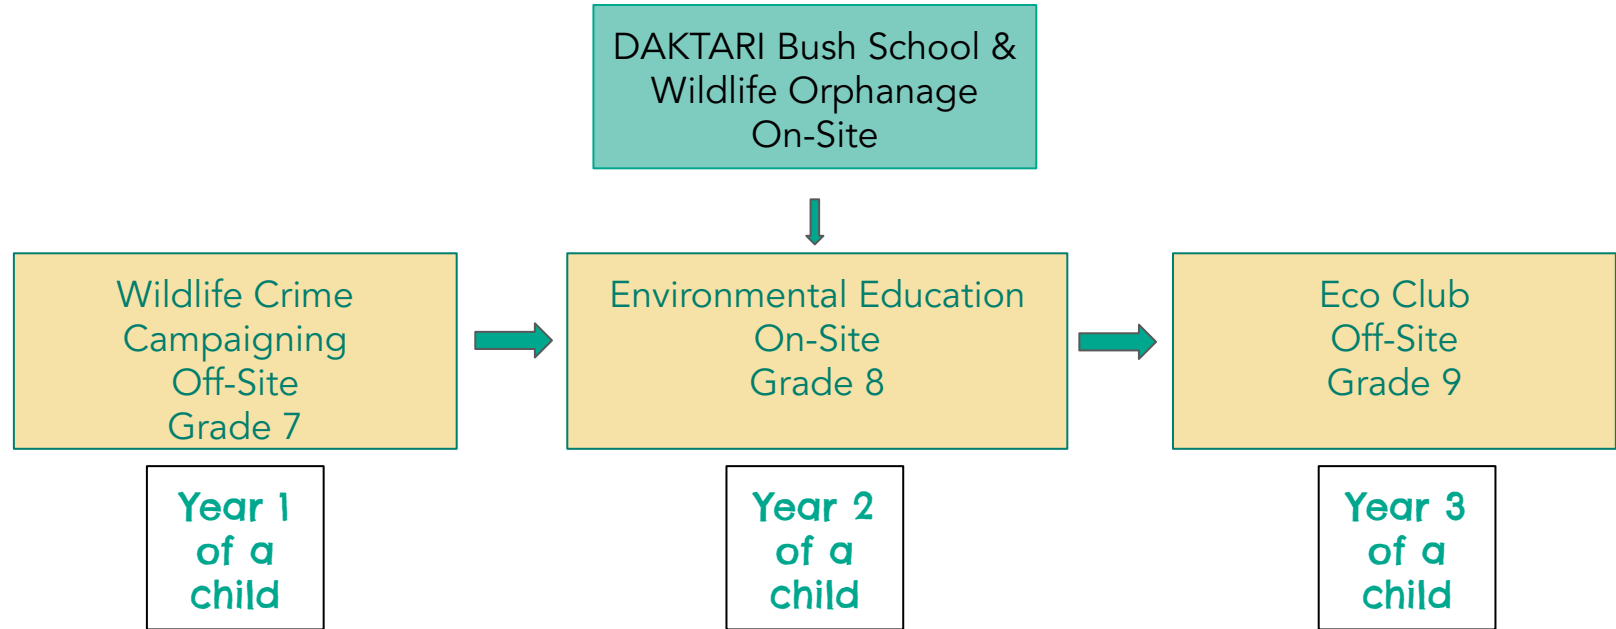 DAKTARI Bush School &
Wildlife Orphanage
On-Site
Wildlife Crime
Campaigning
Off-Site
Grade 7
Environmental Education
On-Site
Grade 8
Eco Club
Off-Site
Grade 9
Year 1
of a
child
Year 2
of a
child
Year 3
of a
child